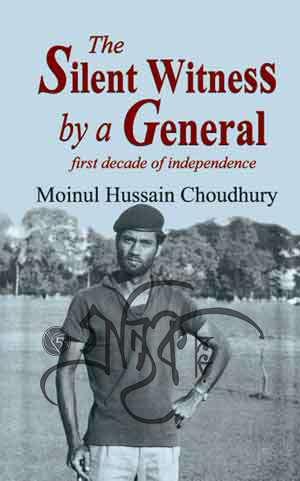 The
Silent Witness
by a General
first decade of independence
Moinul Hussain Choudhury